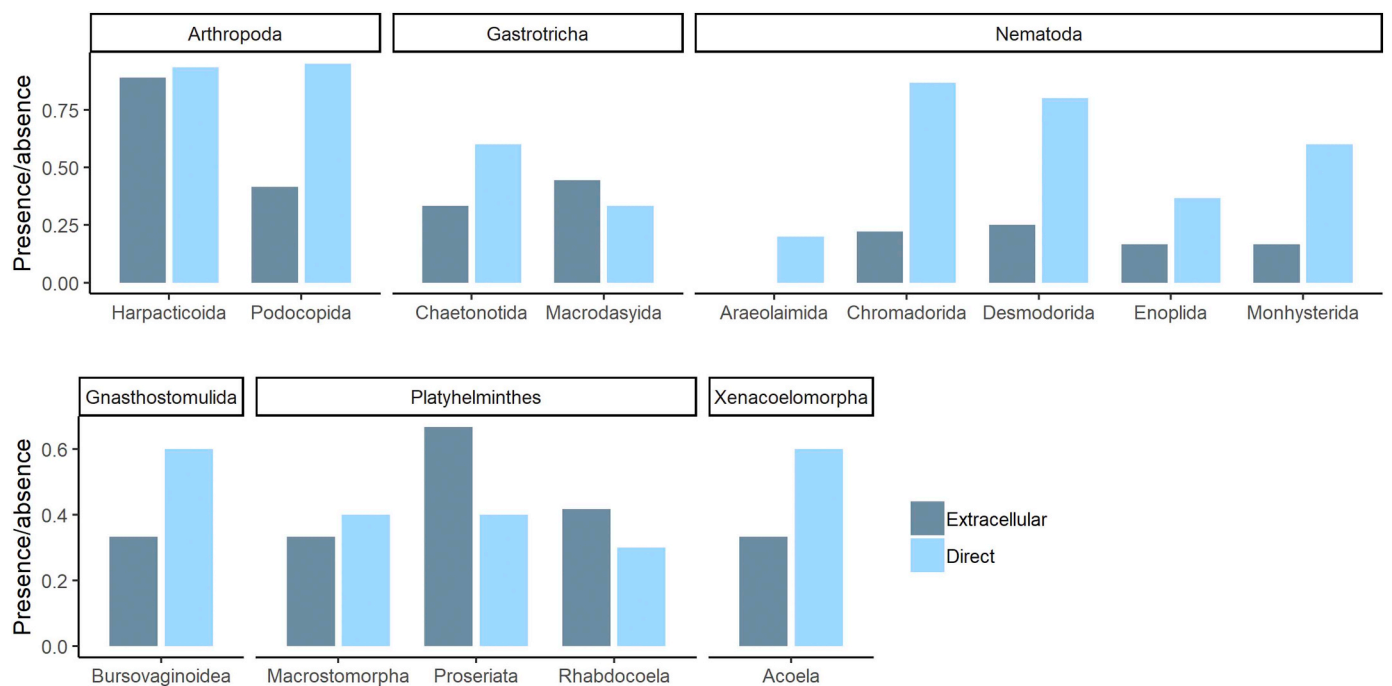 Arthropoda Gastrotricha Nematoda
Presence/absence
0.75
0.50
0.25
0.00
Harpacticoida Podocopida Chaetonotida Macrodasyida Araeolaimida Chromadorida Desmodorida Enoplida Monhysterida
Gnasthostomulida Platyhelminthes Xenacoelomorpha
Presence/absence
0.6
0.4
0.2
0.0
Bursovaginoidea Macrostomorpha Proseriata Rhabdocoela Acoela
Extracellular
Direct